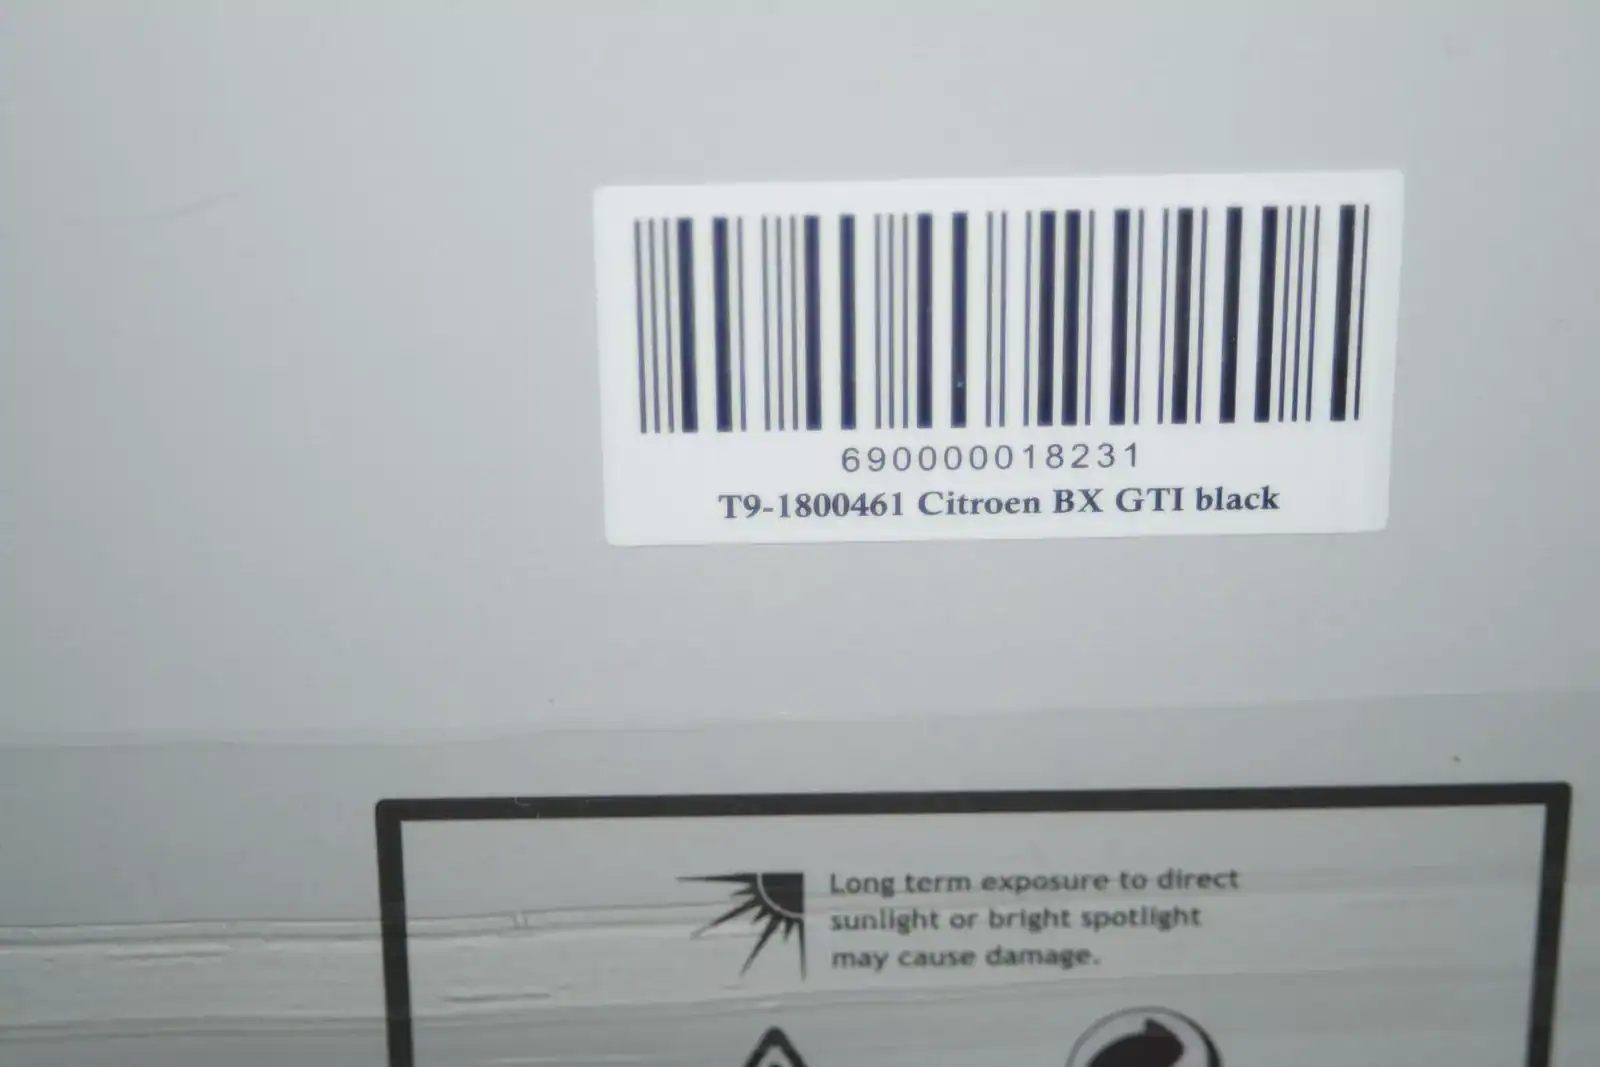 690000018231
T9-1800461 Citroen BX GTI black
Long term exposure to direct
sunlight or bright spotlight
may cause damage.